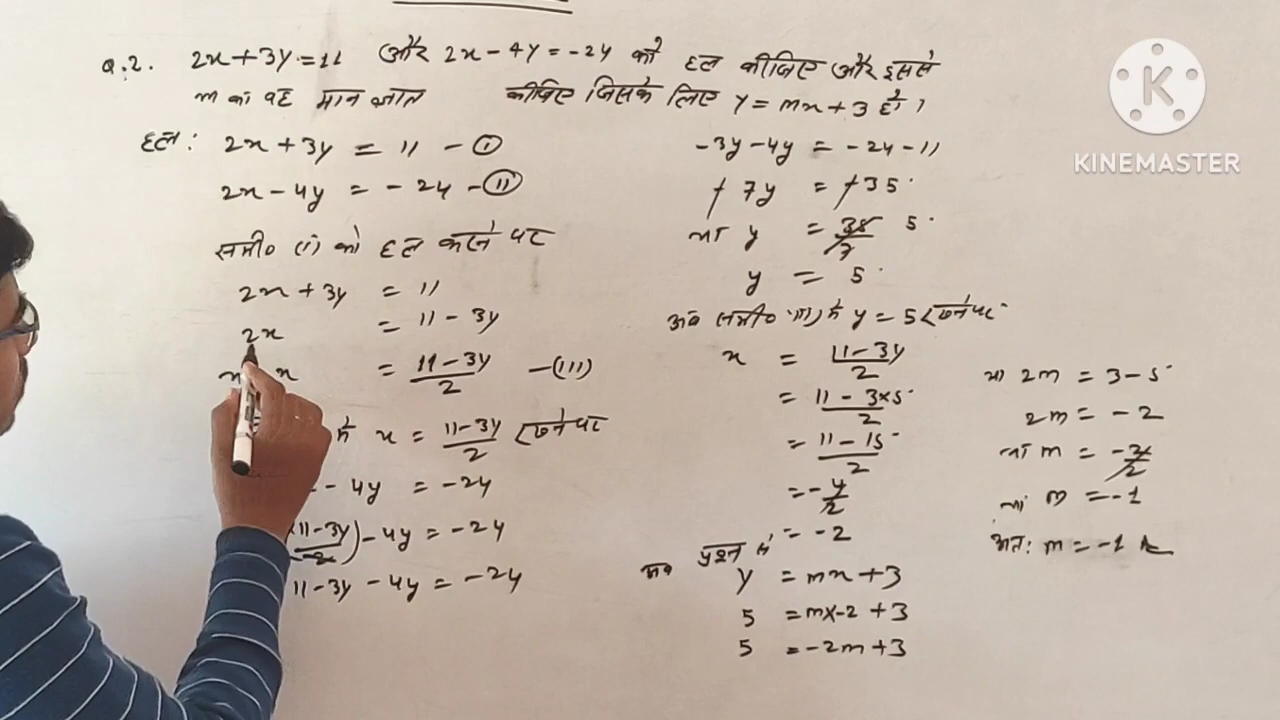 Q.2. 2x+3y=11 और 2x-4y=-24 को हल कीजिए और इससे
m का वह मान ज्ञात कीजिए जिसके लिए y=mx+3 हो।
हल: 2x+3y = 11 - (I)
2x-4y = -24 - (II)
समी० (i) को हल करने पर
2x+3y = 11
2x = 11-3y
x = 11-3y/2 -(III)
में x = 11-3y/2 रखने पर
- 4y = -24
11-3y/2) - 4y = -24
11-3y-4y = -24
-3y-4y = -24-11
-7y = -35
या y = 35/7 5
y = 5
अब समी० (III) में y = 5 रखने पर
x = 11-3y/2
= 11-3×5/2
= 11-15/2
= -4/2
= -2
अब प्रश्न से
y = mx+3
5 = m×-2+3
5 = -2m+3
या 2m = 3-5
2m = -2
या m = -2/2
या m = -1
अत: m = -1
K
KINEMASTER